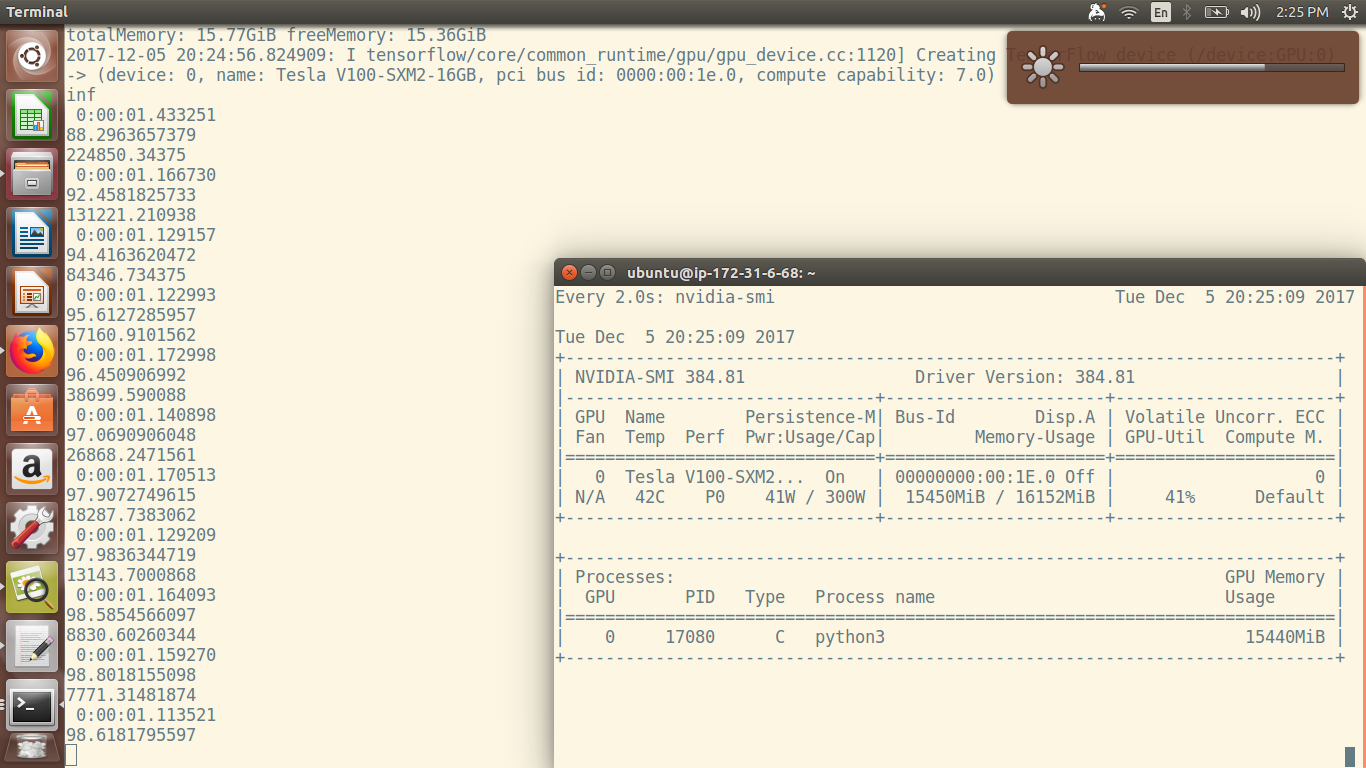 Terminal
En
2:25 PM
totalMemory: 15.77GiB freeMemory: 15.36GiB
2017-12-05 20:24:56.824909: I tensorflow/core/common_runtime/gpu/gpu_device.cc:1120] Creating TensorFlow device (/device:GPU:0)
-> (device: 0, name: Tesla V100-SXM2-16GB, pci bus id: 0000:00:1e.0, compute capability: 7.0)
inf
0:00:01.433251
88.2963657379
224850.34375
0:00:01.166730
92.4581825733
131221.210938
0:00:01.129157
94.4163620472
84346.734375
0:00:01.122993
95.6127285957
57160.9101562
0:00:01.172998
96.450906992
38699.590088
0:00:01.140898
97.0690906048
26868.2471561
0:00:01.170513
97.9072749615
18287.7383062
0:00:01.129209
97.9836344719
13143.7000868
0:00:01.164093
98.5854566097
8830.60260344
0:00:01.159270
98.8018155098
7771.31481874
0:00:01.113521
98.6181795597
ubuntu@ip-172-31-6-68: ~
Every 2.0s: nvidia-smi Tue Dec  5 20:25:09 2017
Tue Dec  5 20:25:09 2017
+-----------------------------------------------------------------------------+
| NVIDIA-SMI 384.81                 Driver Version: 384.81                    |
|-------------------------------+----------------------+----------------------+
| GPU  Name        Persistence-M| Bus-Id        Disp.A | Volatile Uncorr. ECC |
| Fan  Temp  Perf  Pwr:Usage/Cap|         Memory-Usage | GPU-Util  Compute M. |
|===============================+======================+======================|
|   0  Tesla V100-SXM2...  On   | 00000000:00:1E.0 Off |                    0 |
| N/A   42C    P0    41W / 300W |  15450MiB / 16152MiB |     41%      Default |
+-------------------------------+----------------------+----------------------+
+-----------------------------------------------------------------------------+
| Processes:                                                       GPU Memory |
|  GPU       PID   Type   Process name                             Usage      |
|=============================================================================|
|    0     17080      C   python3                                    15440MiB |
+-----------------------------------------------------------------------------+